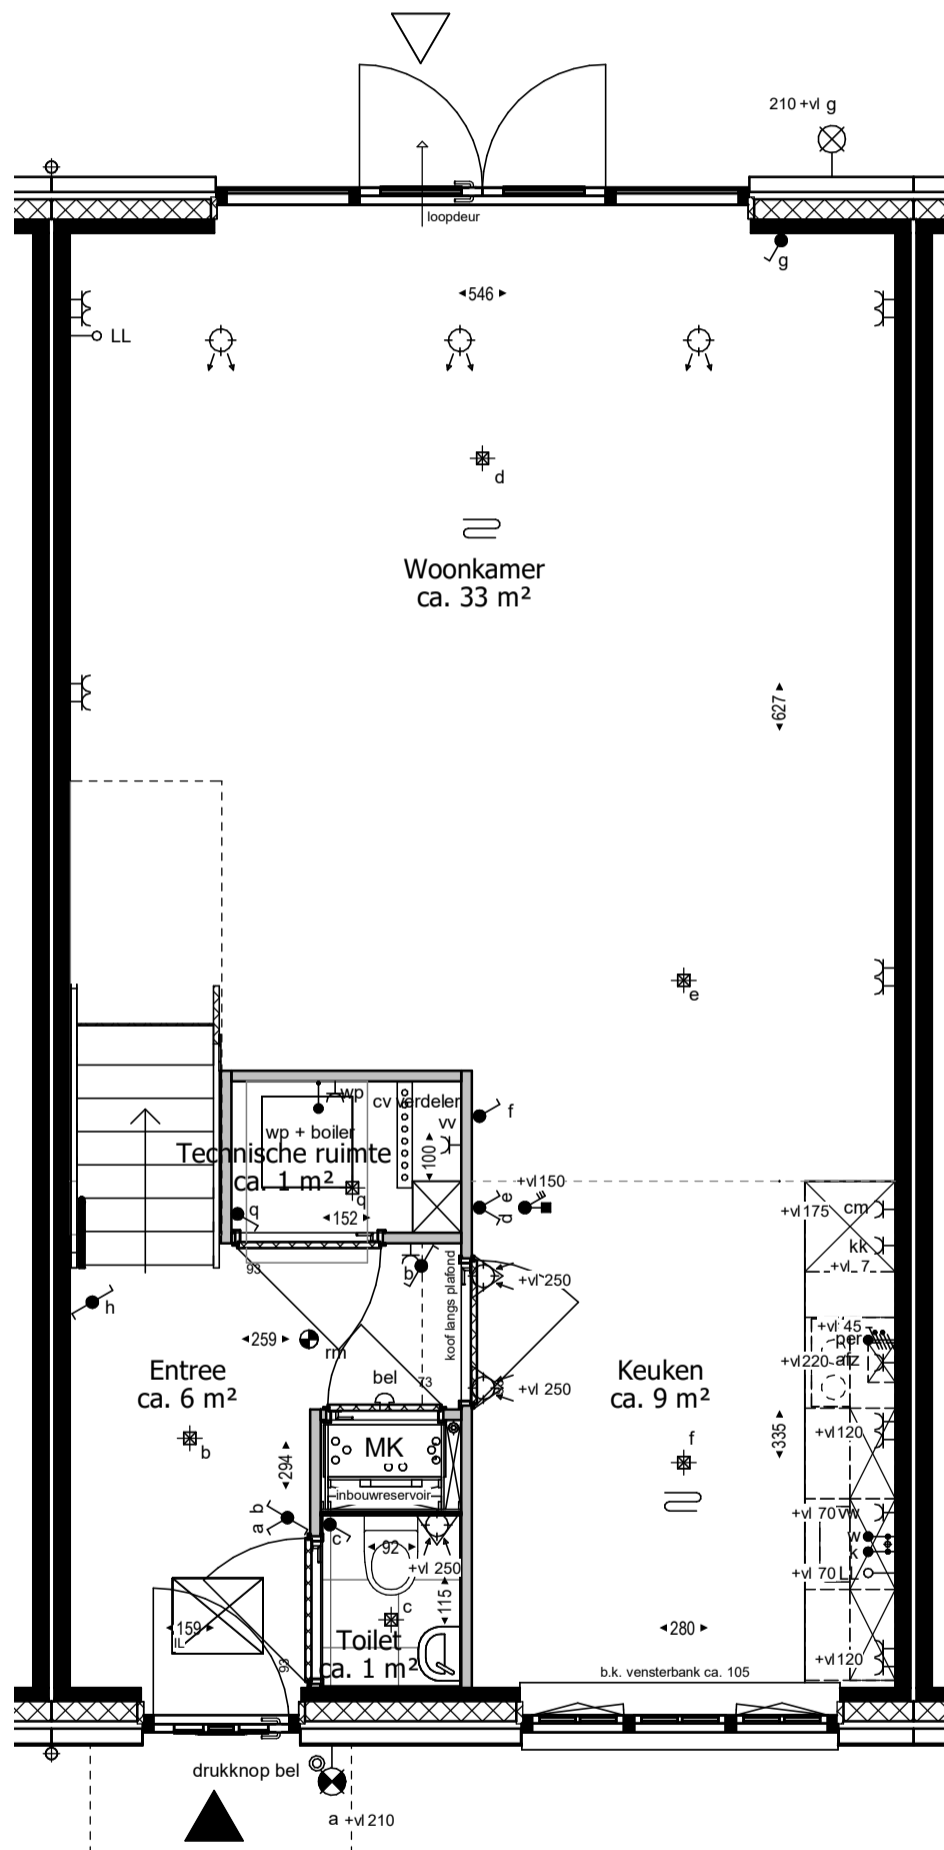 210 +vl g
loopdeur
g
546
LL
d
Woonkamer
ca. 33 m²
627
e
wp
cv verdeler
f
wp + boiler
vv
100
Technische ruimte
ca. 1 m²
q
q
152
+vl 150
e
d
+vl 175
cm
kk
+vl 7
93
b
koof langs plafond
+vl 250
h
259
rm
+vl 45
per
+vl 220
afz
Entree
ca. 6 m²
bel
73
+vl 250
Keuken
ca. 9 m²
335
+vl 120
b
294
MK
f
inbouwreservoir
a b
c
92
+vl 250
+vl 70 vw
w
k
+vl 70 LL
115
c
159
IL
93
Toilet
ca. 1 m²
280
+vl 120
b.k. vensterbank ca. 105
drukknop bel
a +vl 210